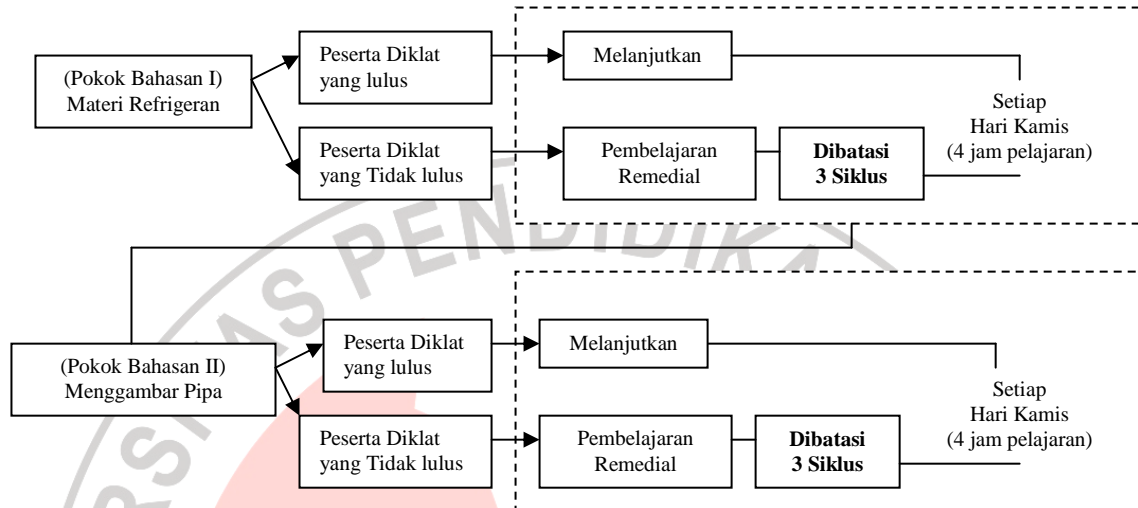 (Pokok Bahasan I)
Materi Refrigeran
Peserta Diklat
yang lulus
Melanjutkan
Peserta Diklat
yang Tidak lulus
Pembelajaran
Remedial
Dibatasi
3 Siklus
Setiap
Hari Kamis
(4 jam pelajaran)
(Pokok Bahasan II)
Menggambar Pipa
Peserta Diklat
yang lulus
Melanjutkan
Peserta Diklat
yang Tidak lulus
Pembelajaran
Remedial
Dibatasi
3 Siklus
Setiap
Hari Kamis
(4 jam pelajaran)